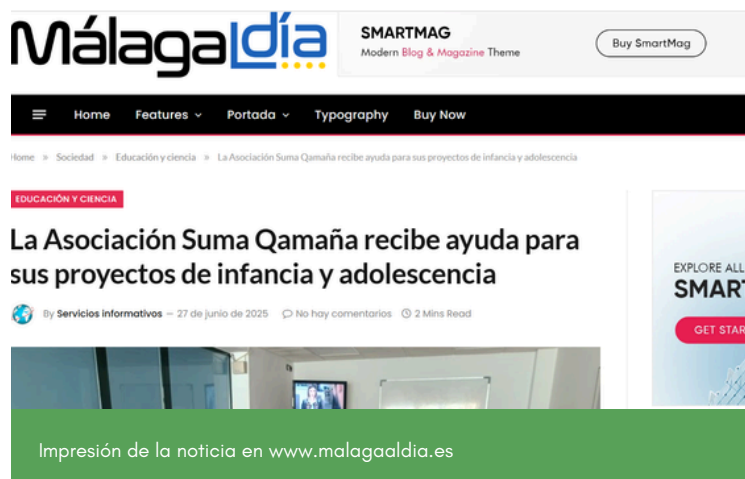 Málagaldía
SMARTMAG
Modern Blog & Magazine Theme
Buy SmartMag
Home Features Portada Typography Buy Now
Home » Sociedad » Educación y ciencia » La Asociación Suma Qamaña recibe ayuda para sus proyectos de infancia y adolescencia
EDUCACIÓN Y CIENCIA
La Asociación Suma Qamaña recibe ayuda para
sus proyectos de infancia y adolescencia
By Servicios informativos — 27 de junio de 2025 No hay comentarios 2 Mins Read
EXPLORE ALL
SMART
GET STAR
Impresión de la noticia en www.malagaaldia.es